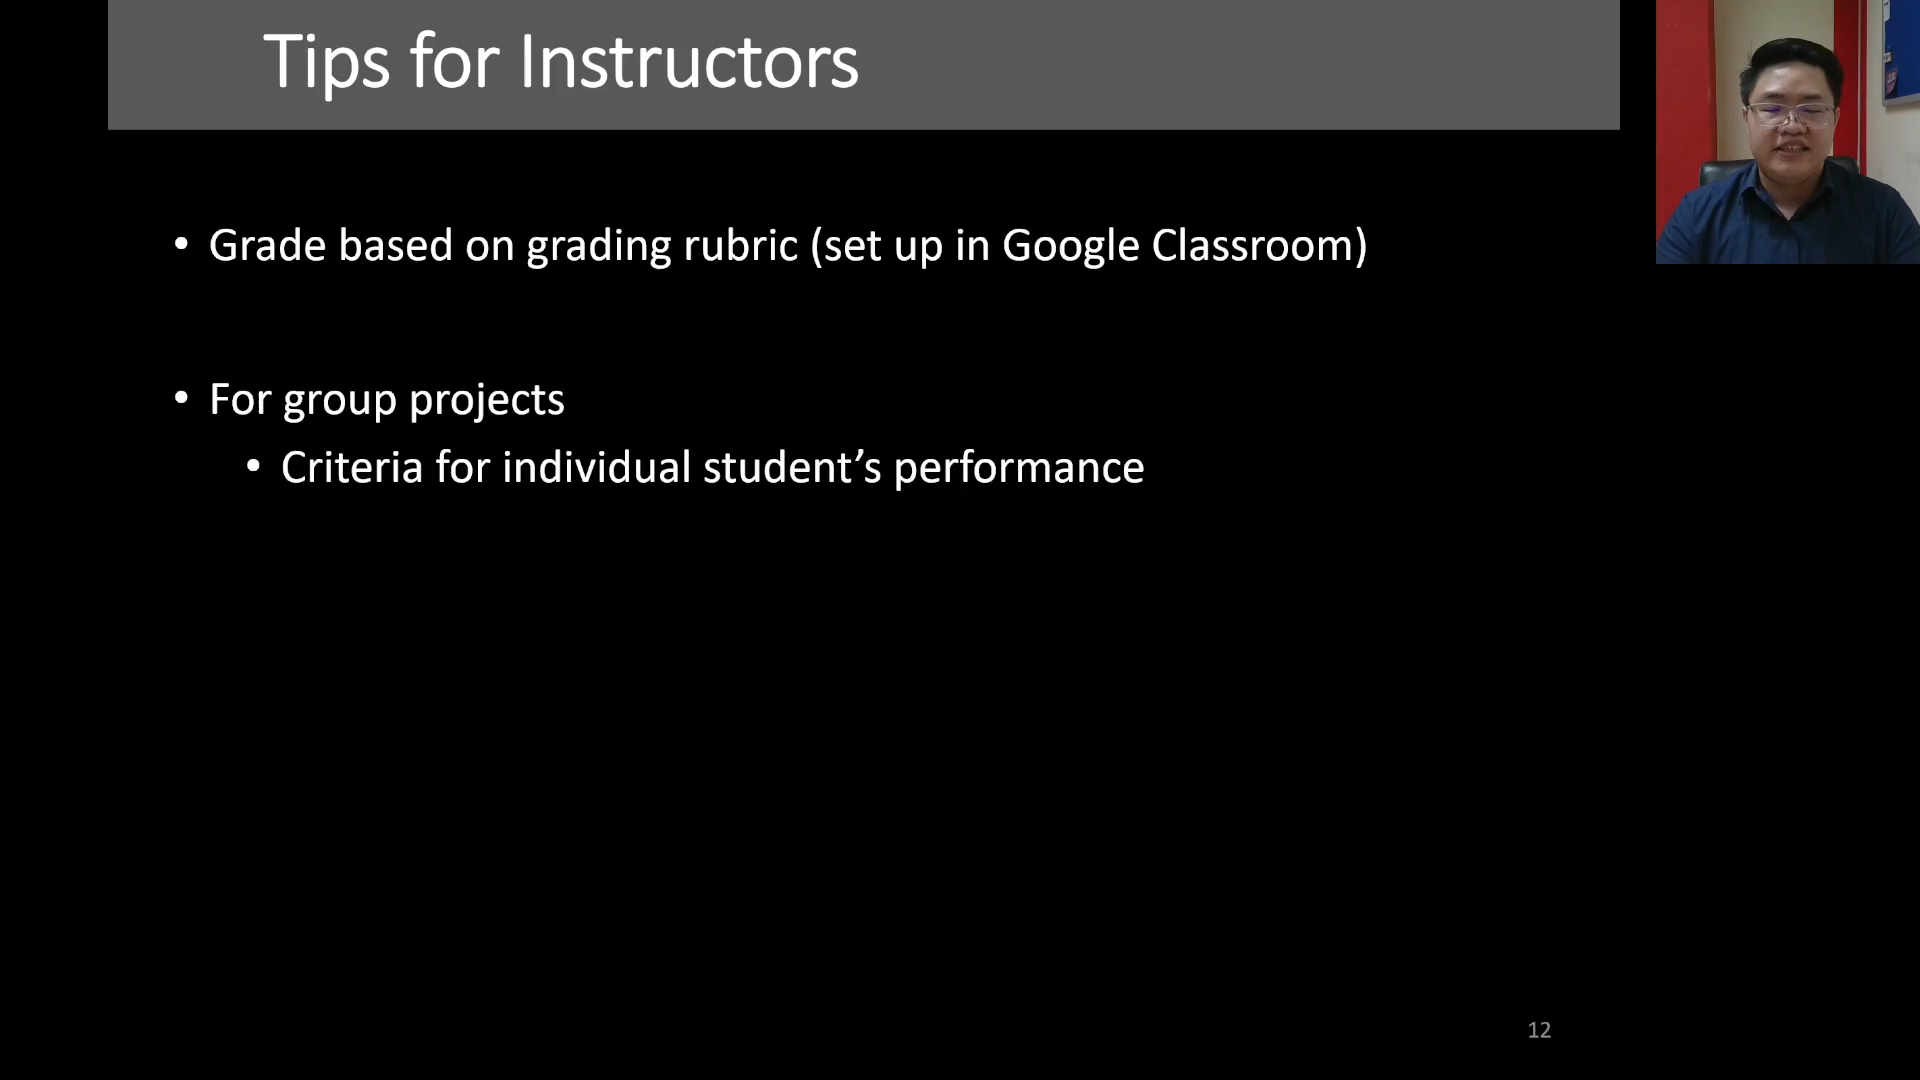 Tips for Instructors
• Grade based on grading rubric (set up in Google Classroom)
• For group projects
• Criteria for individual student’s performance
12